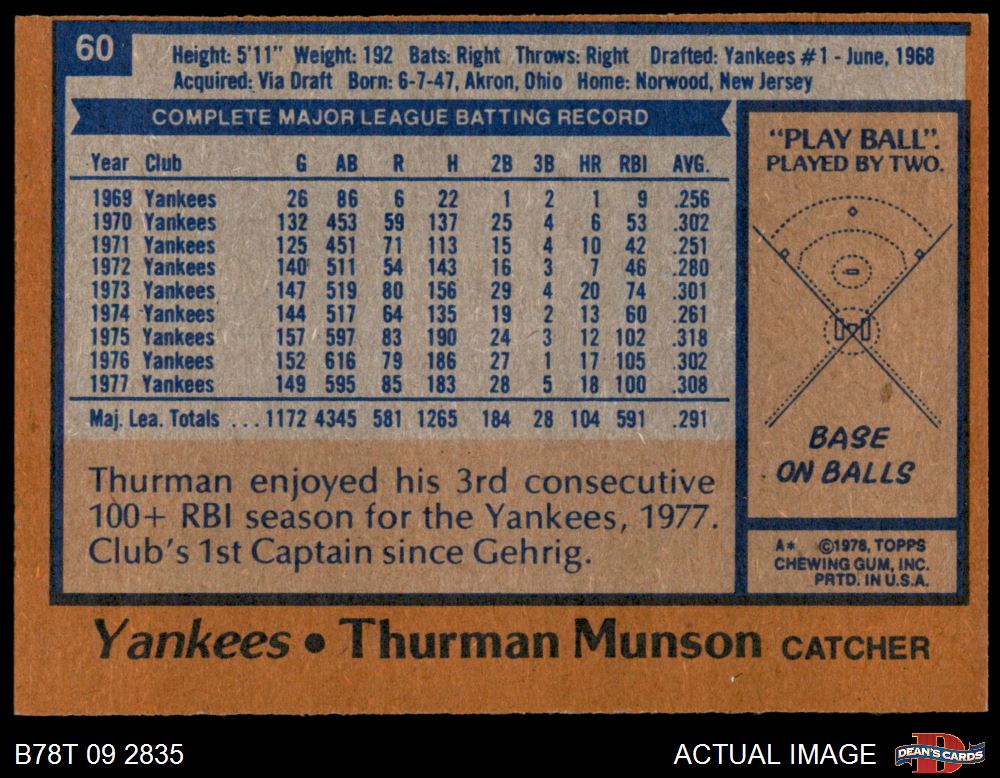 60
Height: 5'11" Weight: 192 Bats: Right Throws: Right Drafted: Yankees #1 - June, 1968
Acquired: Via Draft Born: 6-7-47, Akron, Ohio Home: Norwood, New Jersey
COMPLETE MAJOR LEAGUE BATTING RECORD
Year Club G AB R H 2B 3B HR RBI AVG.
1969 Yankees 26 86 6 22 1 2 1 9 .256
1970 Yankees 132 453 59 137 25 4 6 53 .302
1971 Yankees 125 451 71 113 15 4 10 42 .251
1972 Yankees 140 511 54 143 16 3 7 46 .280
1973 Yankees 147 519 80 156 29 4 20 74 .301
1974 Yankees 144 517 64 135 19 2 13 60 .261
1975 Yankees 157 597 83 190 24 3 12 102 .318
1976 Yankees 152 616 79 186 27 1 17 105 .302
1977 Yankees 149 595 85 183 28 5 18 100 .308
Maj. Lea. Totals ... 1172 4345 581 1265 184 28 104 591 .291
Thurman enjoyed his 3rd consecutive
100+ RBI season for the Yankees, 1977.
Club's 1st Captain since Gehrig.
"PLAY BALL".
PLAYED BY TWO.
BASE
ON BALLS
A* ©1978, TOPPS
CHEWING GUM, INC.
PRTD. IN U.S.A.
Yankees • Thurman Munson CATCHER
B78T 09 2835
ACTUAL IMAGE
DEAN'S CARDS